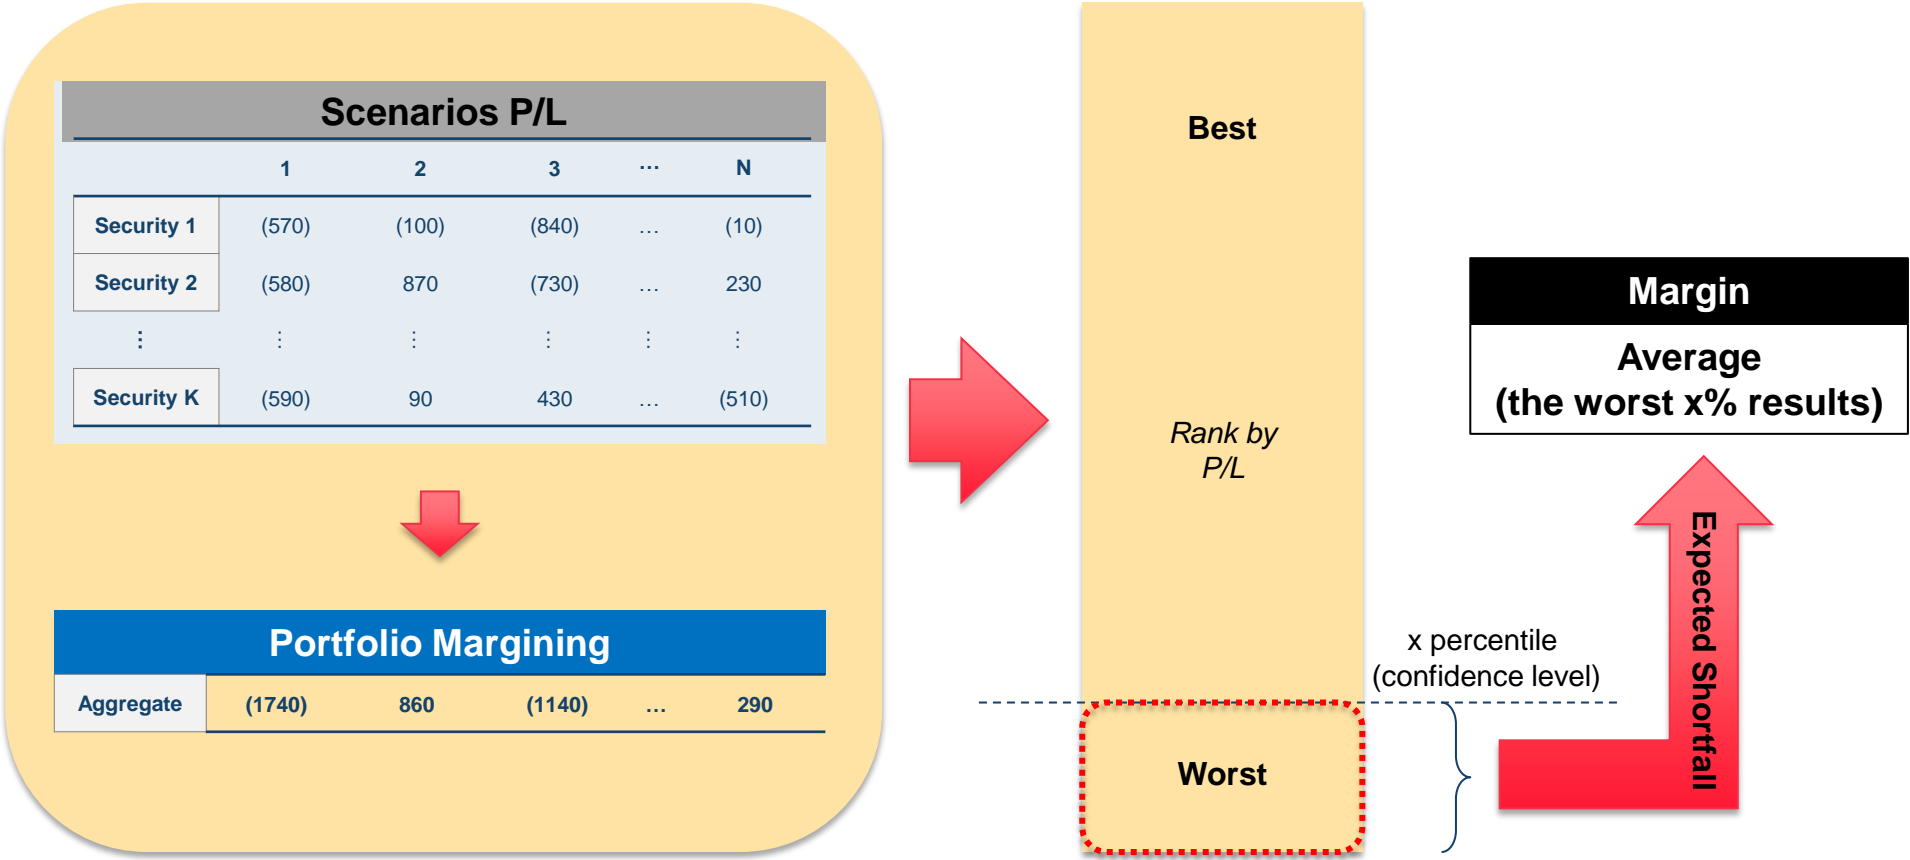 Scenarios P/L
1 2 3 ... N
Security 1 (570) (100) (840) ... (10)
Security 2 (580) 870 (730) ... 230
⋮ ⋮ ⋮ ⋮ ⋮ ⋮
Security K (590) 90 430 ... (510)
Portfolio Margining
Aggregate (1740) 860 (1140) ... 290
Best
Rank by
P/L
Worst
x percentile
(confidence level)
Expected Shortfall
Margin
Average
(the worst x% results)